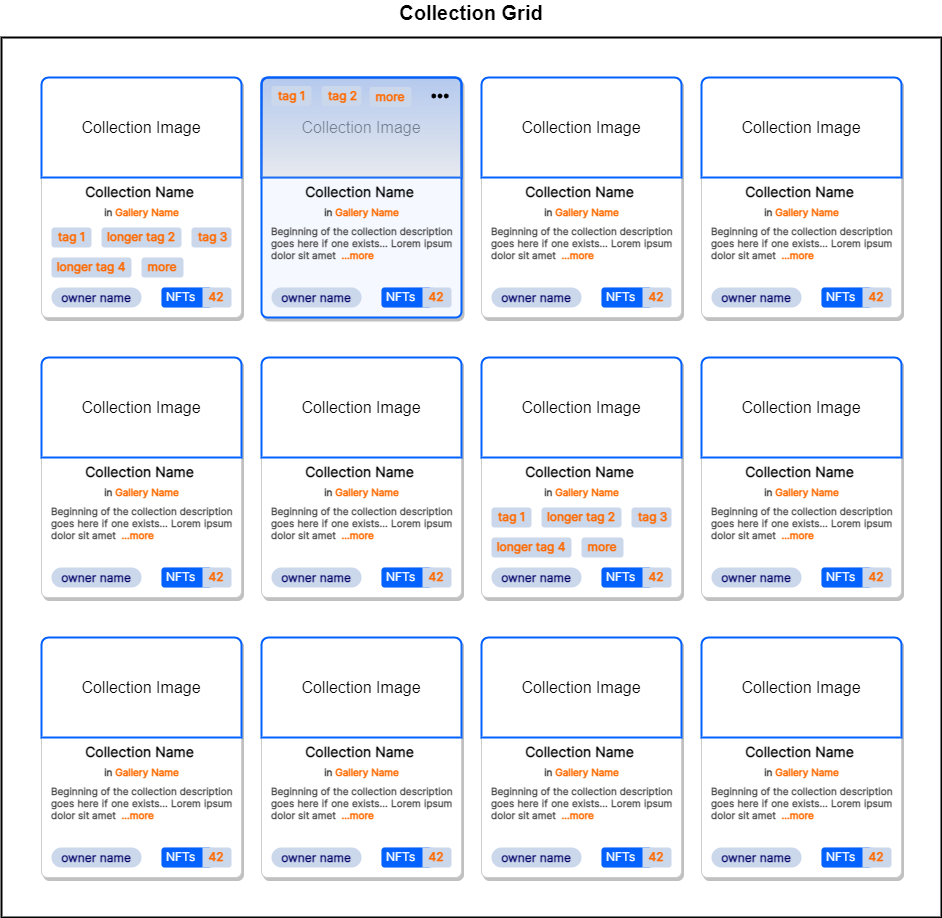 Collection Grid
Collection Image
Collection Name
in Gallery Name
tag 1 longer tag 2 tag 3
longer tag 4 more
owner name NFTs 42
tag 1 tag 2 more •••
Collection Image
Collection Name
in Gallery Name
Beginning of the collection description
goes here if one exists... Lorem ipsum
dolor sit amet ...more
owner name NFTs 42
Collection Image
Collection Name
in Gallery Name
Beginning of the collection description
goes here if one exists... Lorem ipsum
dolor sit amet ...more
owner name NFTs 42
Collection Image
Collection Name
in Gallery Name
Beginning of the collection description
goes here if one exists... Lorem ipsum
dolor sit amet ...more
owner name NFTs 42
Collection Image
Collection Name
in Gallery Name
Beginning of the collection description
goes here if one exists... Lorem ipsum
dolor sit amet ...more
owner name NFTs 42
Collection Image
Collection Name
in Gallery Name
Beginning of the collection description
goes here if one exists... Lorem ipsum
dolor sit amet ...more
owner name NFTs 42
Collection Image
Collection Name
in Gallery Name
tag 1 longer tag 2 tag 3
longer tag 4 more
owner name NFTs 42
Collection Image
Collection Name
in Gallery Name
Beginning of the collection description
goes here if one exists... Lorem ipsum
dolor sit amet ...more
owner name NFTs 42
Collection Image
Collection Name
in Gallery Name
Beginning of the collection description
goes here if one exists... Lorem ipsum
dolor sit amet ...more
owner name NFTs 42
Collection Image
Collection Name
in Gallery Name
Beginning of the collection description
goes here if one exists... Lorem ipsum
dolor sit amet ...more
owner name NFTs 42
Collection Image
Collection Name
in Gallery Name
Beginning of the collection description
goes here if one exists... Lorem ipsum
dolor sit amet ...more
owner name NFTs 42
Collection Image
Collection Name
in Gallery Name
Beginning of the collection description
goes here if one exists... Lorem ipsum
dolor sit amet ...more
owner name NFTs 42